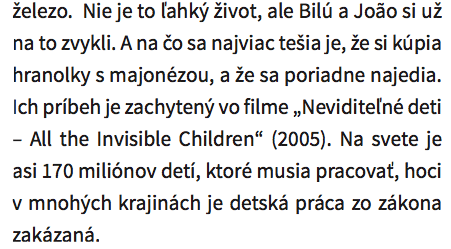 železo. Nie je to ľahký život, ale Bilú a João si už
na to zvykli. A na čo sa najviac tešia je, že si kúpia
hranolky s majonézou, a že sa poriadne najedia.
Ich príbeh je zachytený vo filme „Neviditeľné deti
– All the Invisible Children“ (2005). Na svete je
asi 170 miliónov detí, ktoré musia pracovať, hoci
v mnohých krajinách je detská práca zo zákona
zakázaná.